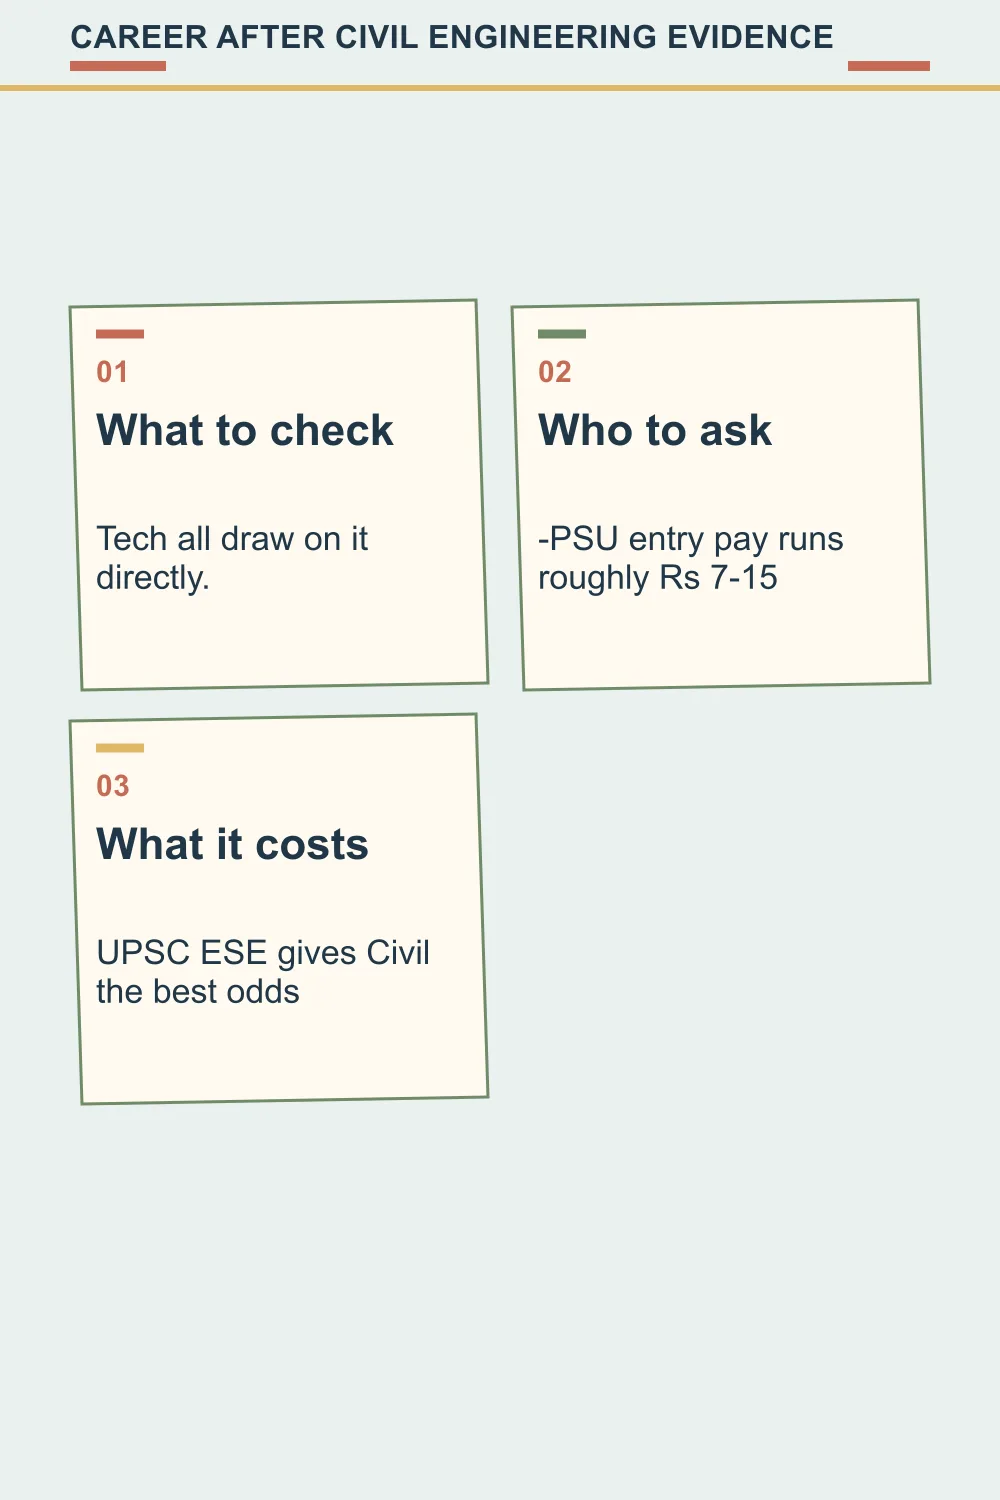 CAREER AFTER CIVIL ENGINEERING EVIDENCE
01
What to check
Tech all draw on it
directly.
02
Who to ask
-PSU entry pay runs
roughly Rs 7-15
03
What it costs
UPSC ESE gives Civil
the best odds